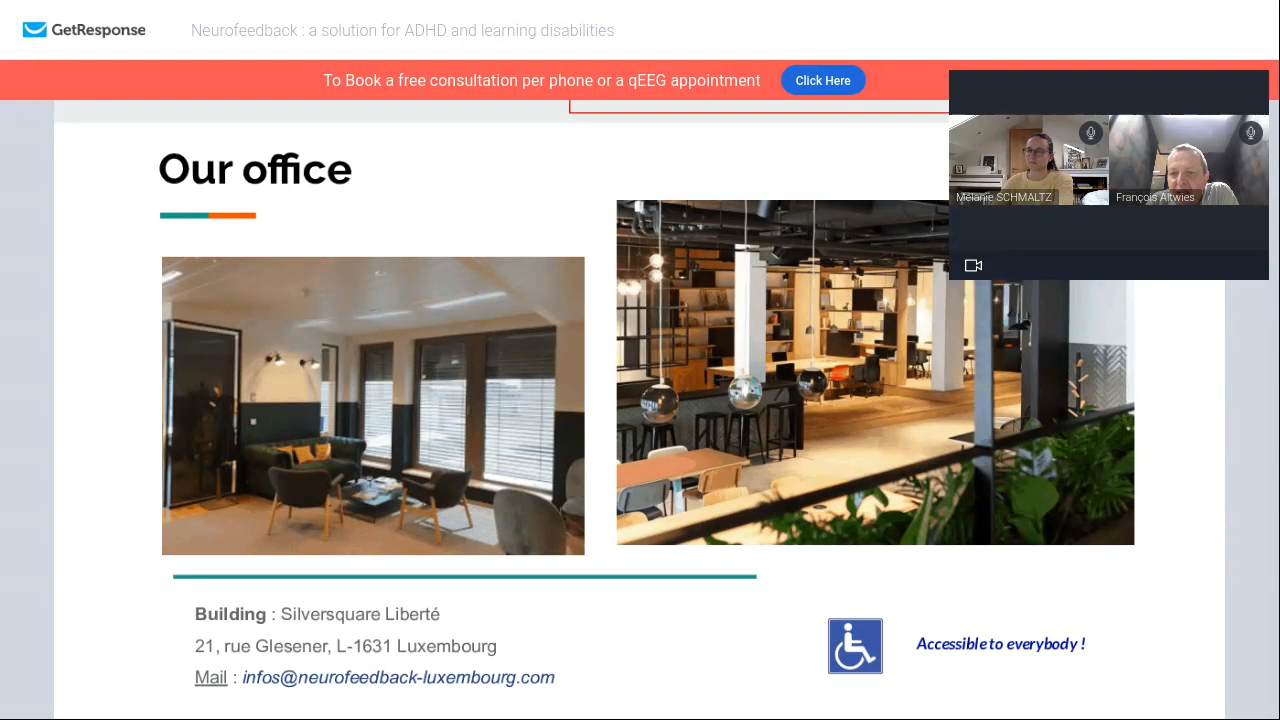 GetResponse
Neurofeedback : a solution for ADHD and learning disabilities
To Book a free consultation per phone or a qEEG appointment
Click Here
Mélanie SCHMALTZ
François Altwies
Our office
Building : Silversquare Liberté
21, rue Glesener, L-1631 Luxembourg
Mail : infos@neurofeedback-luxembourg.com
Accessible to everybody !